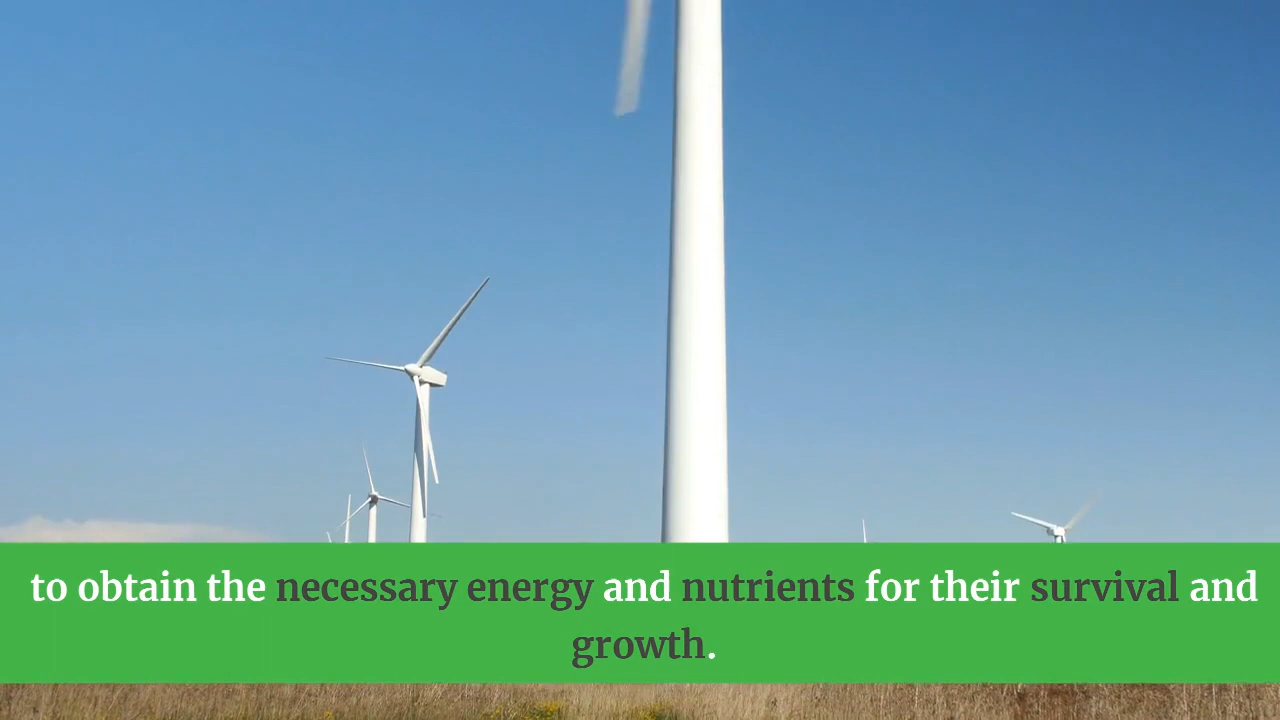 to obtain the necessary energy and nutrients for their survival and
growth.